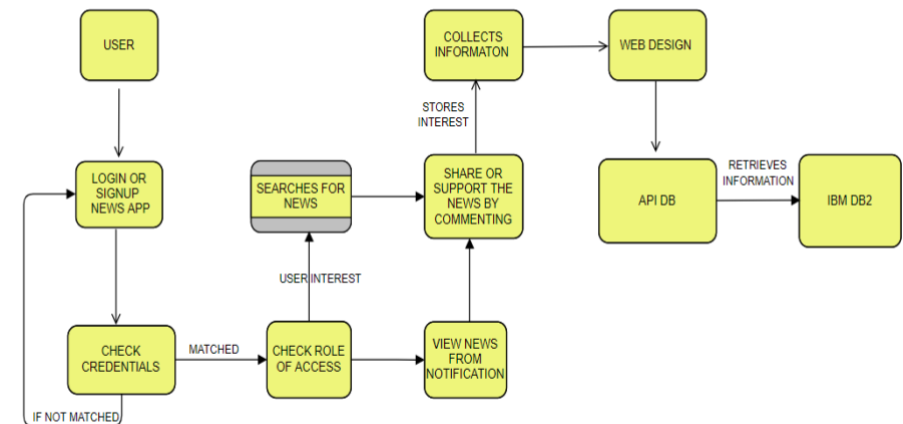 USER
COLLECTS
INFORMATON
WEB DESIGN
STORES
INTEREST
LOGIN OR
SIGNUP
NEWS APP
SEARCHES FOR
NEWS
SHARE OR
SUPPORT THE
NEWS BY
COMMENTING
API DB
RETRIEVES
INFORMATION
IBM DB2
USER INTEREST
CHECK
CREDENTIALS
MATCHED
CHECK ROLE
OF ACCESS
VIEW NEWS
FROM
NOTIFICATION
IF NOT MATCHED